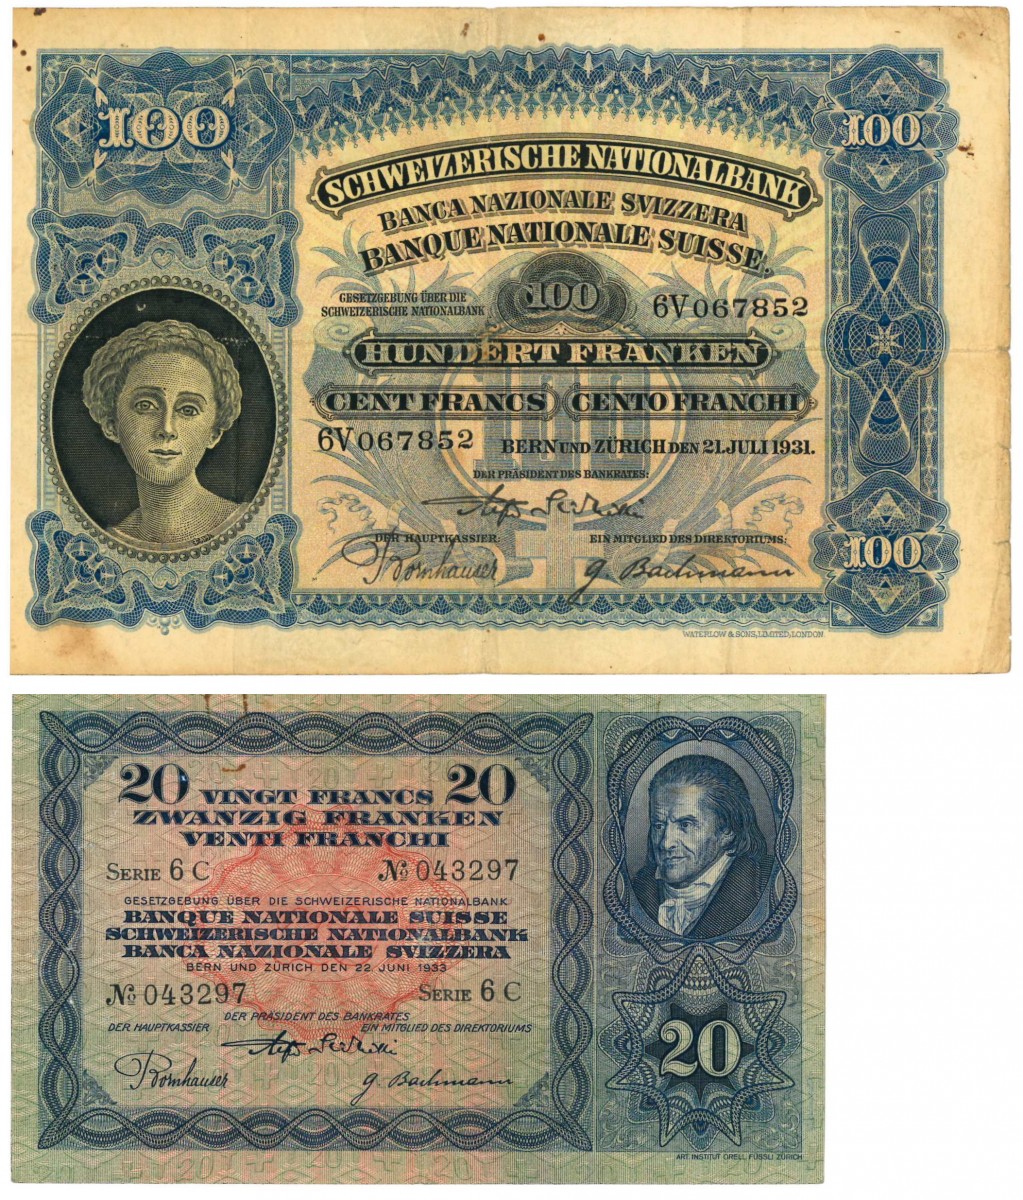 100
100
SCHWEIZERISCHE NATIONALBANK
BANCA NAZIONALE SVIZZERA
BANQUE NATIONALE SUISSE.
GESETZGEBUNG ÜBER DIE
SCHWEIZERISCHE NATIONALBANK
100
6V067852
HUNDERT FRANKEN
100
CENT FRANCS
CENTO FRANCHI
6V067852
BERN UND ZÜRICH DEN 21. JULI 1931.
DER PRÄSIDENT DES BANKRATES:
DER HAUPTKASSIER:
EIN MITGLIED DES DIREKTORIUMS:
Bornhauser
G. Bachmann
100
WATERLOW & SONS, LIMITED, LONDON
20
20
VINGT FRANCS
ZWANZIG FRANKEN
VENTI FRANCHI
SERIE 6 C
No 043297
GESETZGEBUNG ÜBER DIE SCHWEIZERISCHE NATIONALBANK
BANQUE NATIONALE SUISSE
SCHWEIZERISCHE NATIONALBANK
BANCA NAZIONALE SVIZZERA
BERN UND ZÜRICH DEN 22. JUNI 1933
No 043297
SERIE 6 C
DER PRÄSIDENT DES BANKRATES
DER HAUPTKASSIER
EIN MITGLIED DES DIREKTORIUMS
Bornhauser
G. Bachmann
20
ART. INSTITUT ORELL FÜSSLI ZÜRICH